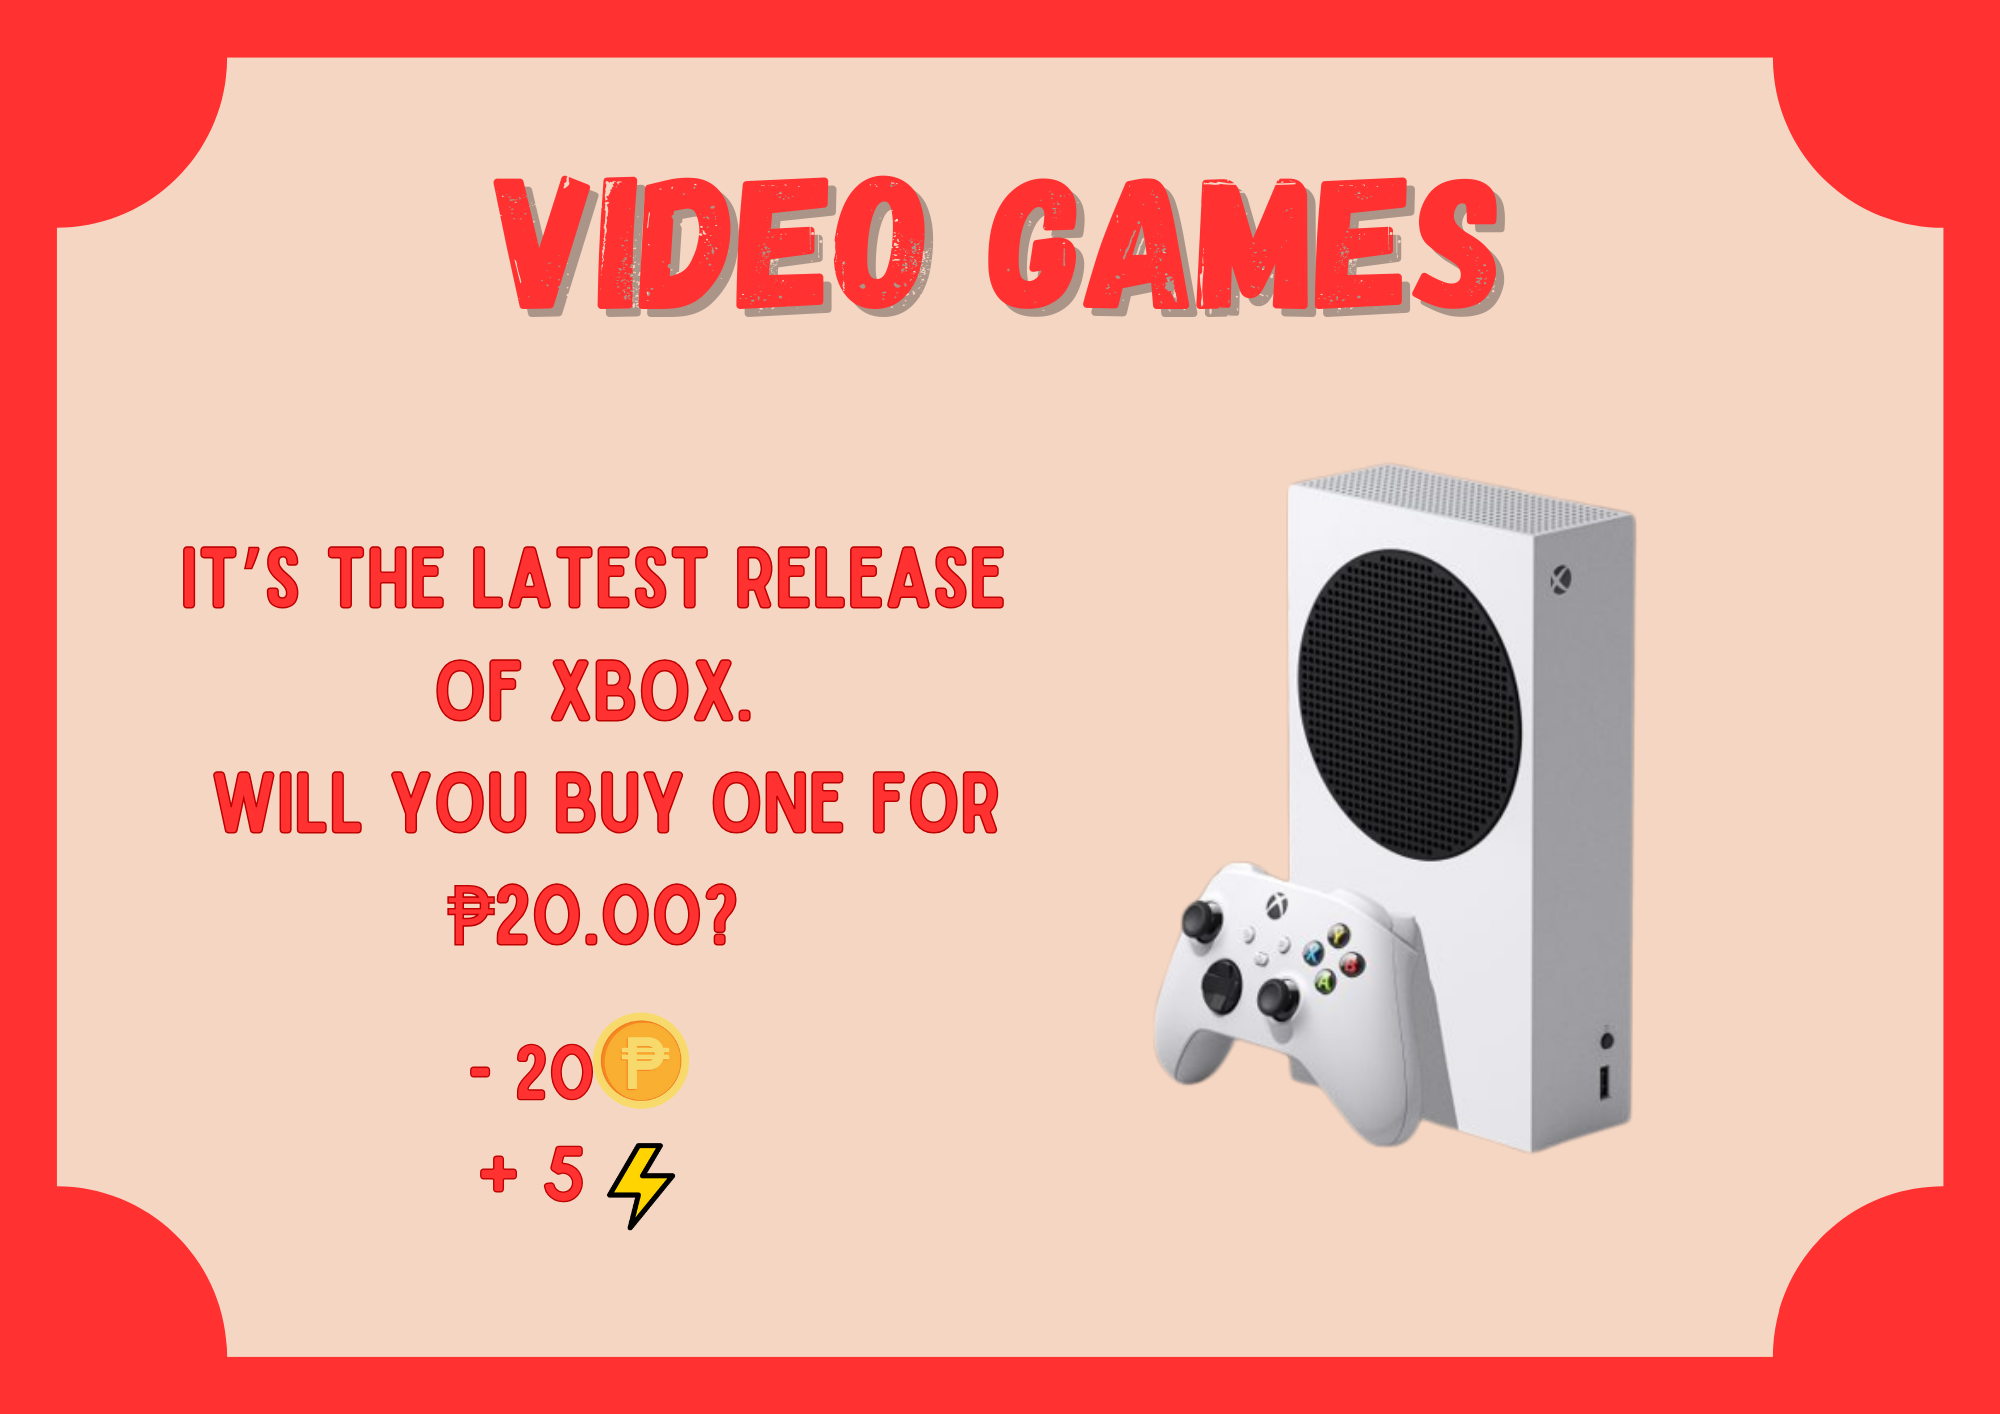 VIDEO GAMES
IT'S THE LATEST RELEASE
OF XBOX.
WILL YOU BUY ONE FOR
₱20.00?
- 20 ₱
+ 5
Y
X B
A